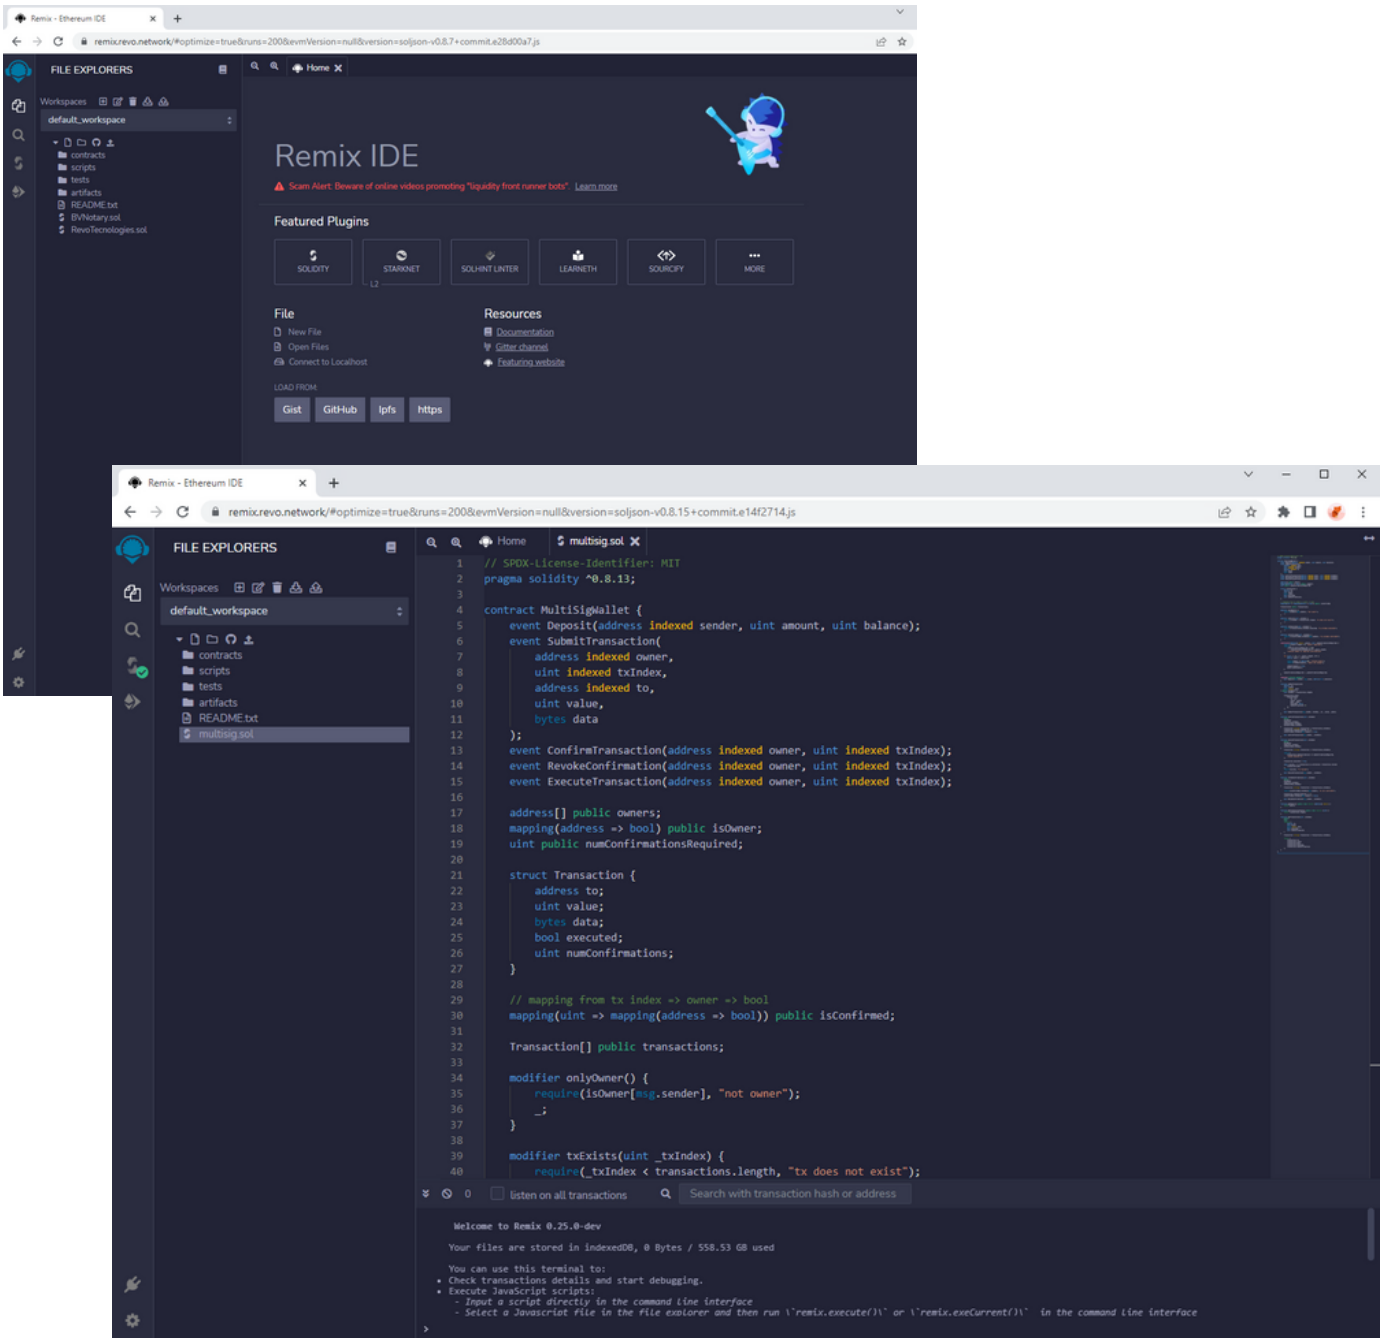 Remix - Ethereum IDE
remix.revo.network/#optimize=true&runs=200&evmVersion=null&version=soljson-v0.8.7+commit.e28d00a7.js
FILE EXPLORERS
Home
Workspaces
default_workspace
contracts
scripts
tests
artifacts
README.txt
BVNotary.sol
RevoTecnologies.sol
Remix IDE
Scam Alert: Beware of online videos promoting "liquidity front runner bots". Learn more
Featured Plugins
SOLIDITY STARKNET SOLHINT LINTER LEARNETH SOURCIFY MORE
L2
File
New File
Open Files
Connect to Localhost
Resources
Documentation
Gitter channel
Featuring website
LOAD FROM:
Gist GitHub Ipfs https
Remix - Ethereum IDE
remix.revo.network/#optimize=true&runs=200&evmVersion=null&version=soljson-v0.8.15+commit.e14f2714.js
FILE EXPLORERS
Home multisig.sol
Workspaces
default_workspace
contracts
scripts
tests
artifacts
README.txt
multisig.sol
1 // SPDX-License-Identifier: MIT
2 pragma solidity ^0.8.13;
3
4 contract MultiSigWallet {
5 event Deposit(address indexed sender, uint amount, uint balance);
6 event SubmitTransaction(
7 address indexed owner,
8 uint indexed txIndex,
9 address indexed to,
10 uint value,
11 bytes data
12 );
13 event ConfirmTransaction(address indexed owner, uint indexed txIndex);
14 event RevokeConfirmation(address indexed owner, uint indexed txIndex);
15 event ExecuteTransaction(address indexed owner, uint indexed txIndex);
16
17 address[] public owners;
18 mapping(address => bool) public isOwner;
19 uint public numConfirmationsRequired;
20
21 struct Transaction {
22 address to;
23 uint value;
24 bytes data;
25 bool executed;
26 uint numConfirmations;
27 }
28
29 // mapping from tx index => owner => bool
30 mapping(uint => mapping(address => bool)) public isConfirmed;
31
32 Transaction[] public transactions;
33
34 modifier onlyOwner() {
35 require(isOwner[msg.sender], "not owner");
36 _;
37 }
38
39 modifier txExists(uint _txIndex) {
40 require(_txIndex < transactions.length, "tx does not exist");
0 listen on all transactions Search with transaction hash or address
Welcome to Remix 0.25.0-dev
Your files are stored in indexedDB, 0 Bytes / 558.53 GB used
You can use this terminal to:
• Check transactions details and start debugging.
• Execute JavaScript scripts:
- Input a script directly in the command line interface
- Select a Javascript file in the file explorer and then run \`remix.execute()\` or \`remix.exeCurrent()\` in the command line interface
>